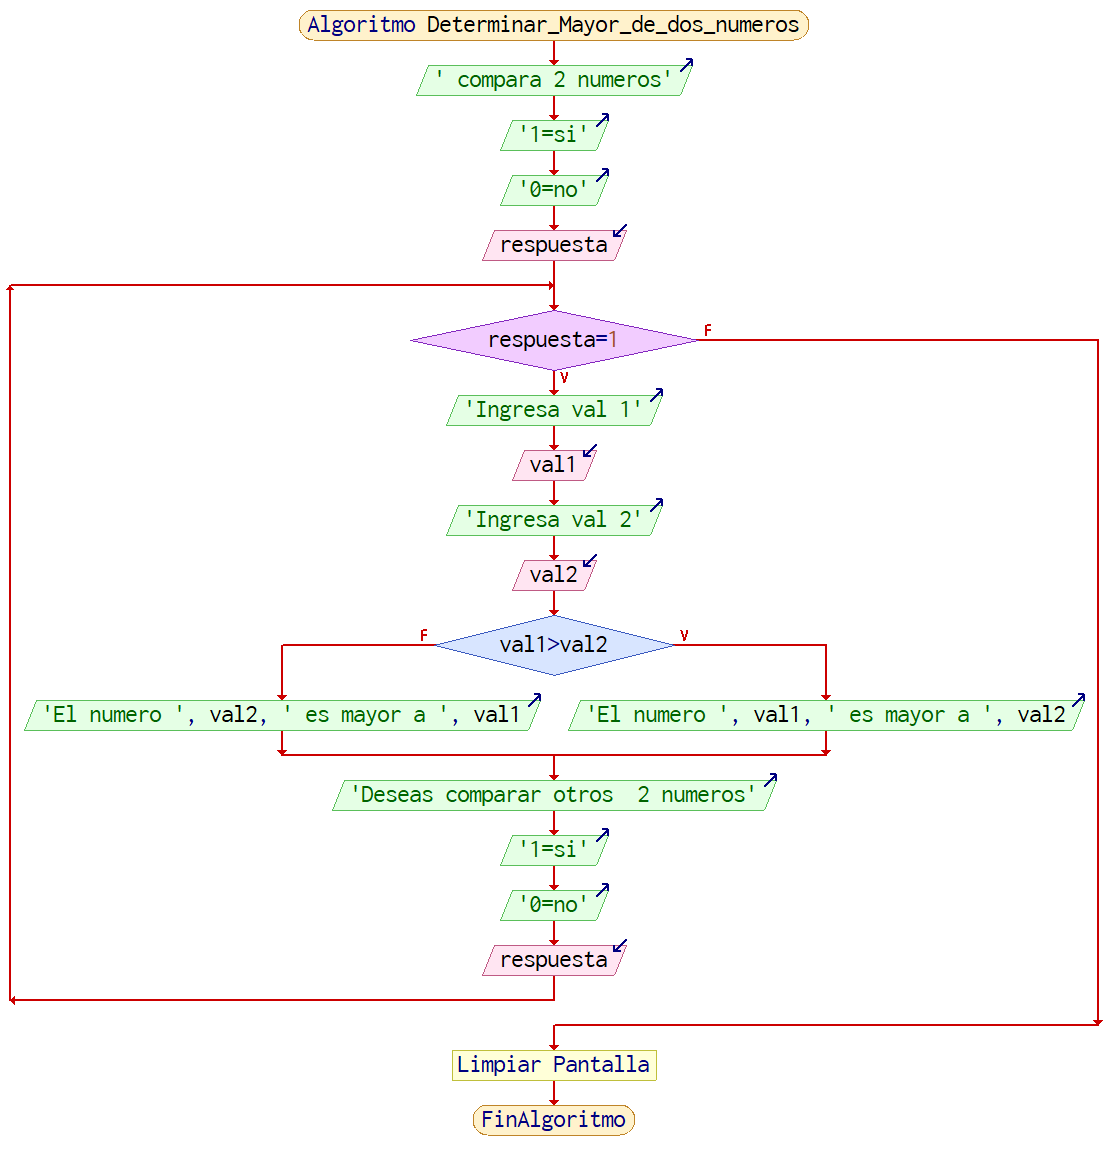 Algoritmo Determinar_Mayor_de_dos_numeros
' compara 2 numeros'
'1=si'
'0=no'
respuesta
respuesta=1
F
V
'Ingresa val 1'
val1
'Ingresa val 2'
val2
F
val1>val2
V
'El numero ', val2, ' es mayor a ', val1
'El numero ', val1, ' es mayor a ', val2
'Deseas comparar otros  2 numeros'
'1=si'
'0=no'
respuesta
Limpiar Pantalla
FinAlgoritmo